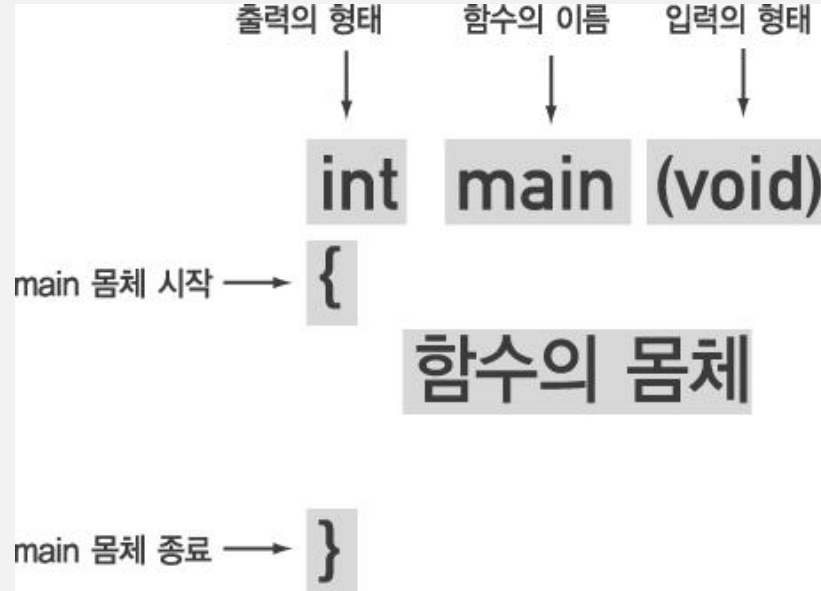 출력의 형태 함수의 이름 입력의 형태
int main (void)
main 몸체 시작 {
함수의 몸체
main 몸체 종료 }